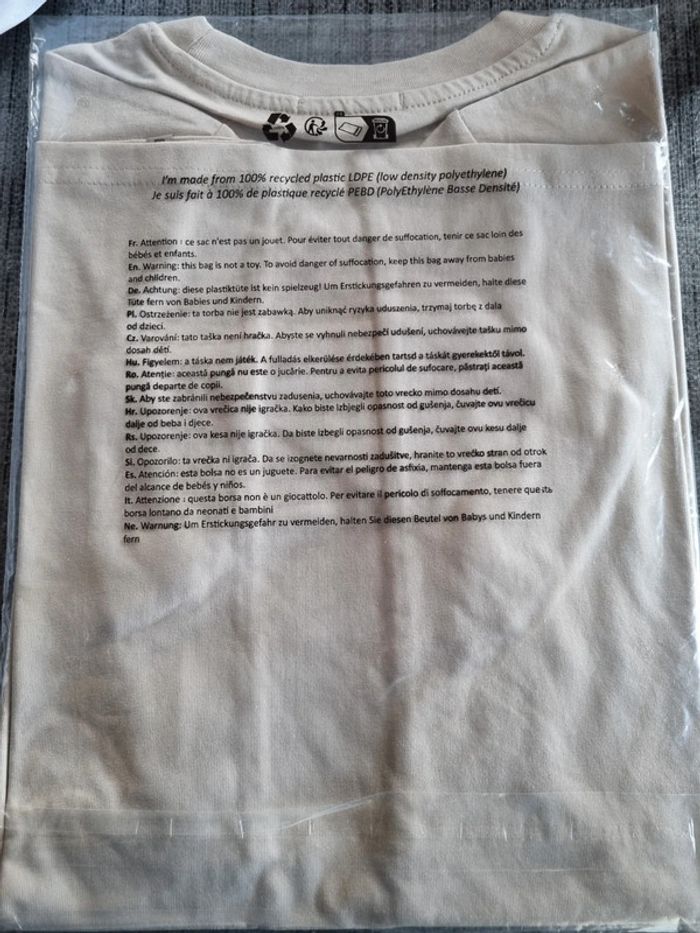 I'm made from 100% recycled plastic LDPE (low density polyethylene)
Je suis fait à 100% de plastique recyclé PEBD (PolyEthylène Basse Densité)
Fr. Attention : ce sac n'est pas un jouet. Pour éviter tout danger de suffocation, tenir ce sac loin des
bébés et enfants.
En. Warning: this bag is not a toy. To avoid danger of suffocation, keep this bag away from babies
and children.
De. Achtung: diese plastiktüte ist kein spielzeug! Um Erstickungsgefahren zu vermeiden, halte diese
Tüte fern von Babies und Kindern.
Pl. Ostrzeżenie: ta torba nie jest zabawką. Aby uniknąć ryzyka uduszenia, trzymaj torbę z dala
od dzieci.
Cz. Varování: tato taška není hračka. Abyste se vyhnuli nebezpečí udušení, uchovávejte tašku mimo
dosah dětí.
Hu. Figyelem: a táska nem játék. A fulladás elkerülése érdekében tartsd a táskát gyerekektől távol.
Ro. Atenție: această pungă nu este o jucărie. Pentru a evita pericolul de sufocare, păstrați această
pungă departe de copii.
Sk. Aby ste zabránili nebezpečenstvu zadusenia, uchovávajte toto vrecko mimo dosahu detí.
Hr. Upozorenje: ova vrečica nije igračka. Kako biste izbjegli opasnost od gušenja, čuvajte ovu vrećicu
dalje od beba i djece.
Rs. Upozorenje: ova kesa nije igračka. Da biste izbegli opasnost od gušenja, čuvajte ovu kesu dalje
od dece.
Si. Opozorilo: ta vrečka ni igrača. Da se izognete nevarnosti zadušitve, hranite to vrečko stran od otrok
Es. Atención: esta bolsa no es un juguete. Para evitar el peligro de asfixia, mantenga esta bolsa fuera
del alcance de bebés y niños.
It. Attenzione : questa borsa non è un giocattolo. Per evitare il pericolo di soffocamento, tenere questa
borsa lontano da neonati e bambini
Ne. Warnung: Um Erstickungsgefahr zu vermeiden, halten Sie diesen Beutel von Babys und Kindern
fern